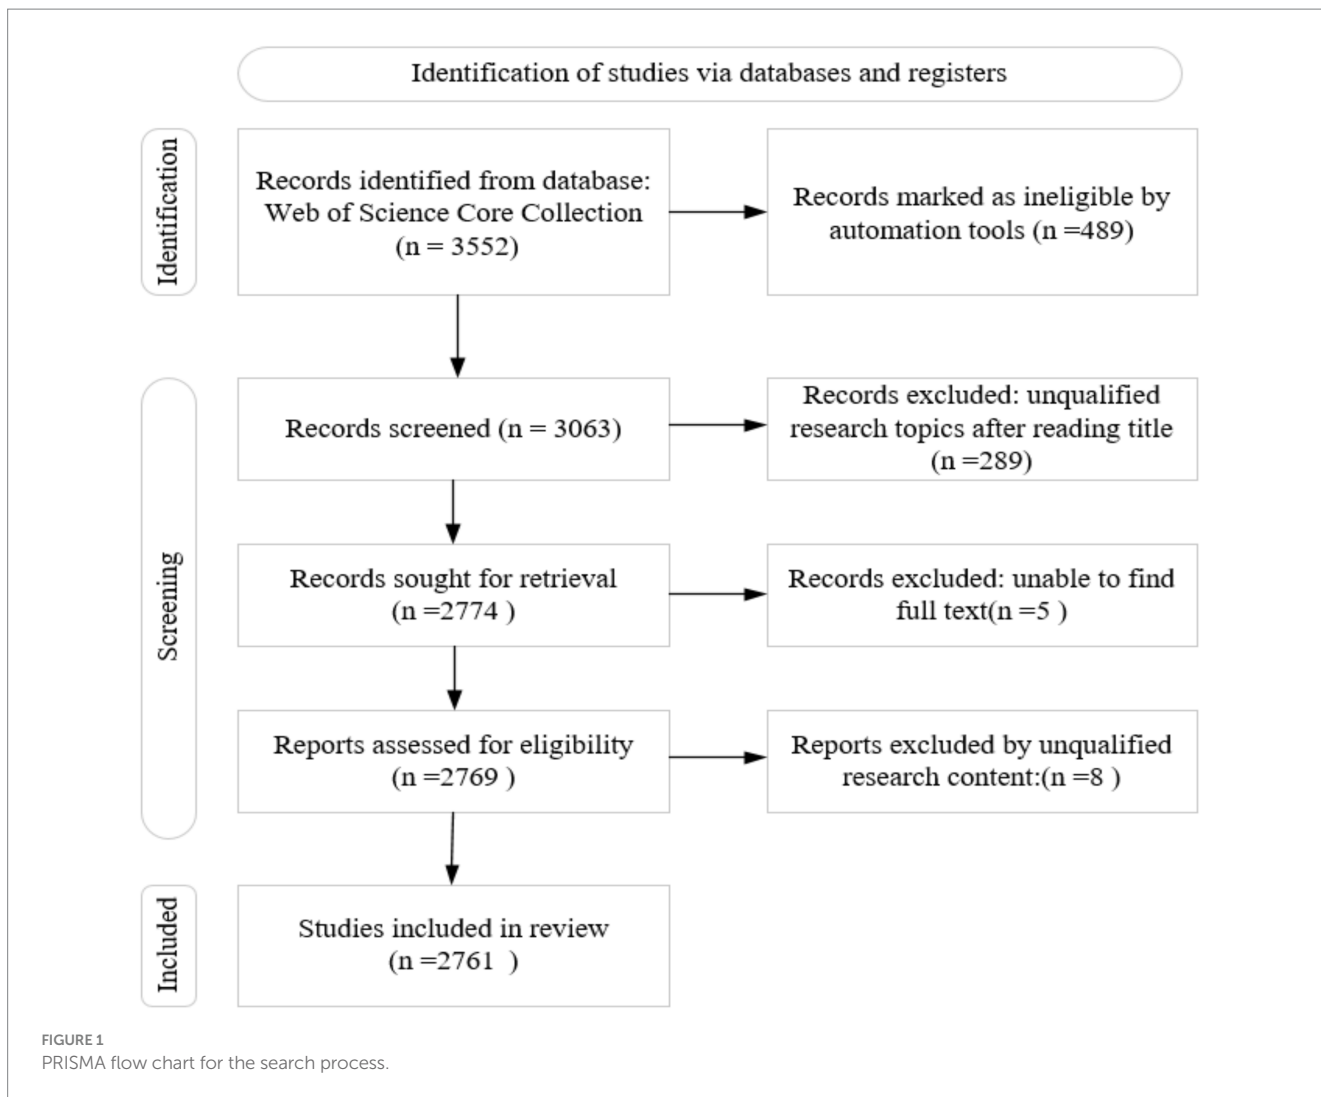 Identification of studies via databases and registers
Identification
Records identified from database:
Web of Science Core Collection
(n = 3552)
Records marked as ineligible by
automation tools (n =489)
Screening
Records screened (n = 3063)
Records excluded: unqualified
research topics after reading title
(n =289)
Records sought for retrieval
(n =2774 )
Records excluded: unable to find
full text(n =5 )
Reports assessed for eligibility
(n =2769 )
Reports excluded by unqualified
research content:(n =8 )
Included
Studies included in review
(n =2761 )
FIGURE 1
PRISMA flow chart for the search process.